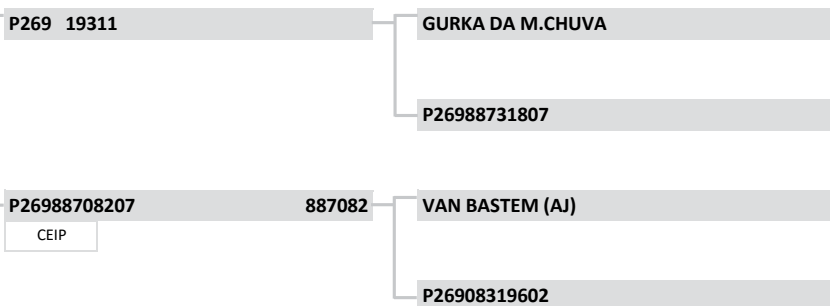 P269 19311 GURKA DA M.CHUVA
P26988731807
P26988708207 887082 VAN BASTEM (AJ)
CEIP
P26908319602